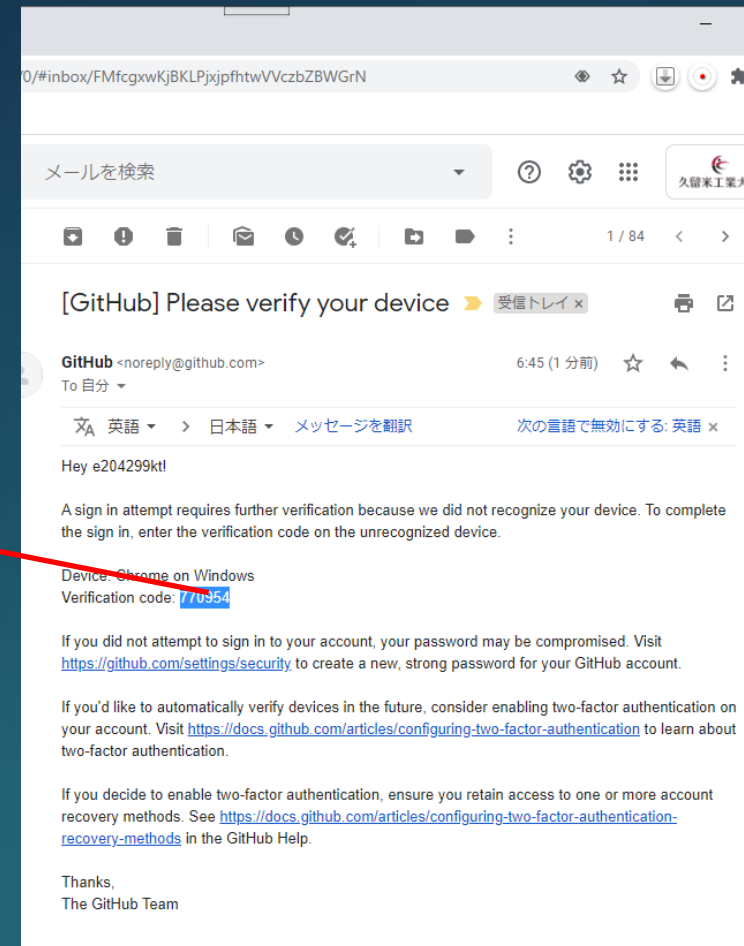 /0/#inbox/FMfcgxwKjBKLPjxjpfhtwVVczbZBWGrN
メールを検索
久留米工業大
1 / 84
[GitHub] Please verify your device
受信トレイ ×
GitHub <noreply@github.com>
6:45 (1 分前)
To 自分
英語 > 日本語 メッセージを翻訳
次の言語で無効にする: 英語 ×
Hey e204299kt!
A sign in attempt requires further verification because we did not recognize your device. To complete
the sign in, enter the verification code on the unrecognized device.
Device: Chrome on Windows
Verification code: 770954
If you did not attempt to sign in to your account, your password may be compromised. Visit
https://github.com/settings/security to create a new, strong password for your GitHub account.
If you'd like to automatically verify devices in the future, consider enabling two-factor authentication on
your account. Visit https://docs.github.com/articles/configuring-two-factor-authentication to learn about
two-factor authentication.
If you decide to enable two-factor authentication, ensure you retain access to one or more account
recovery methods. See https://docs.github.com/articles/configuring-two-factor-authentication-
recovery-methods in the GitHub Help.
Thanks,
The GitHub Team